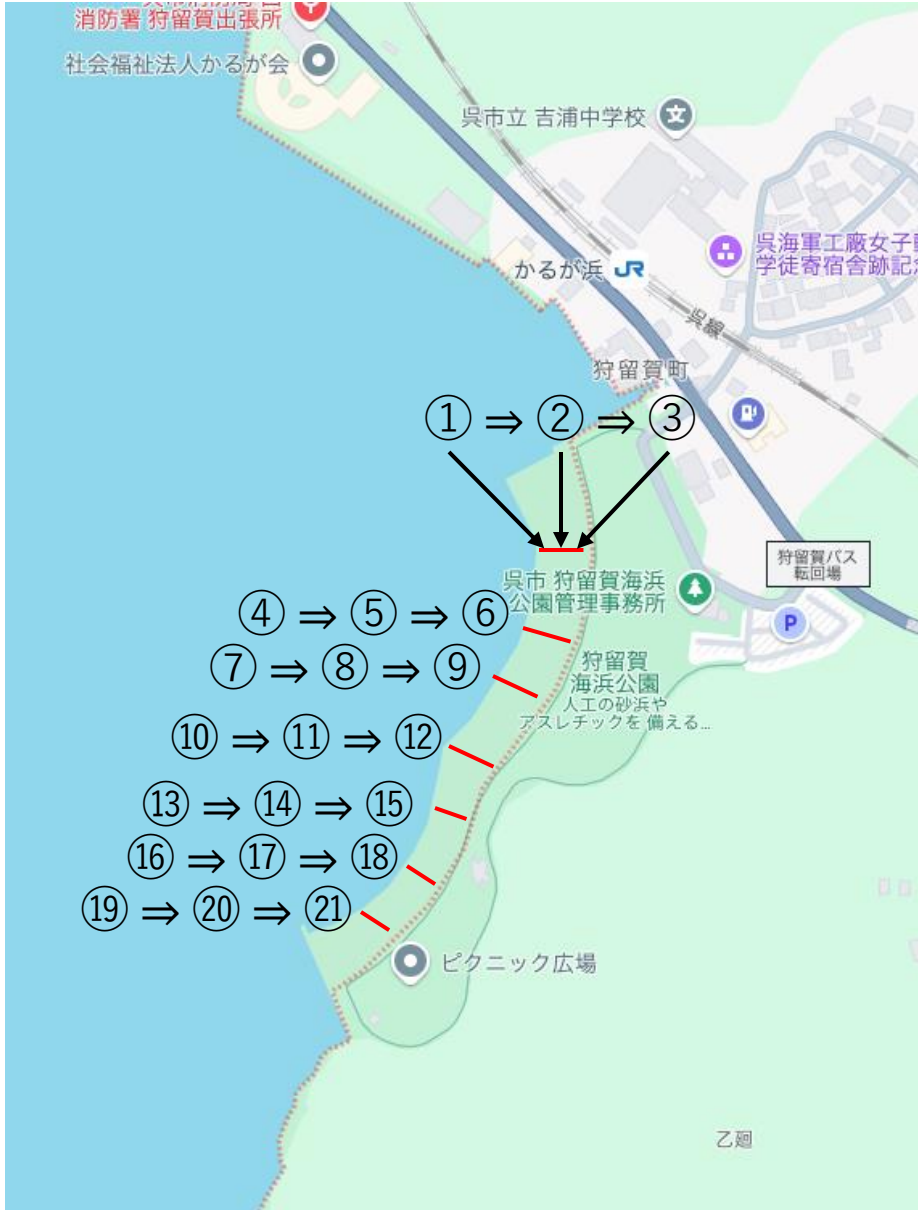 消防署 狩留賀出張所
社会福祉法人かるが会
呉市立 吉浦中学校
呉海軍工廠女子
学徒寄宿舎跡記
かるが浜 JR
呉線
狩留賀町
① ⇒ ② ⇒ ③
狩留賀バス
転回場
呉市 狩留賀海浜
公園管理事務所
P
④ ⇒ ⑤ ⇒ ⑥
⑦ ⇒ ⑧ ⇒ ⑨
狩留賀
海浜公園
人工の砂浜や
アスレチックを 備える...
⑩ ⇒ ⑪ ⇒ ⑫
⑬ ⇒ ⑭ ⇒ ⑮
⑯ ⇒ ⑰ ⇒ ⑱
⑲ ⇒ ⑳ ⇒ ㉑
ピクニック広場
乙廻